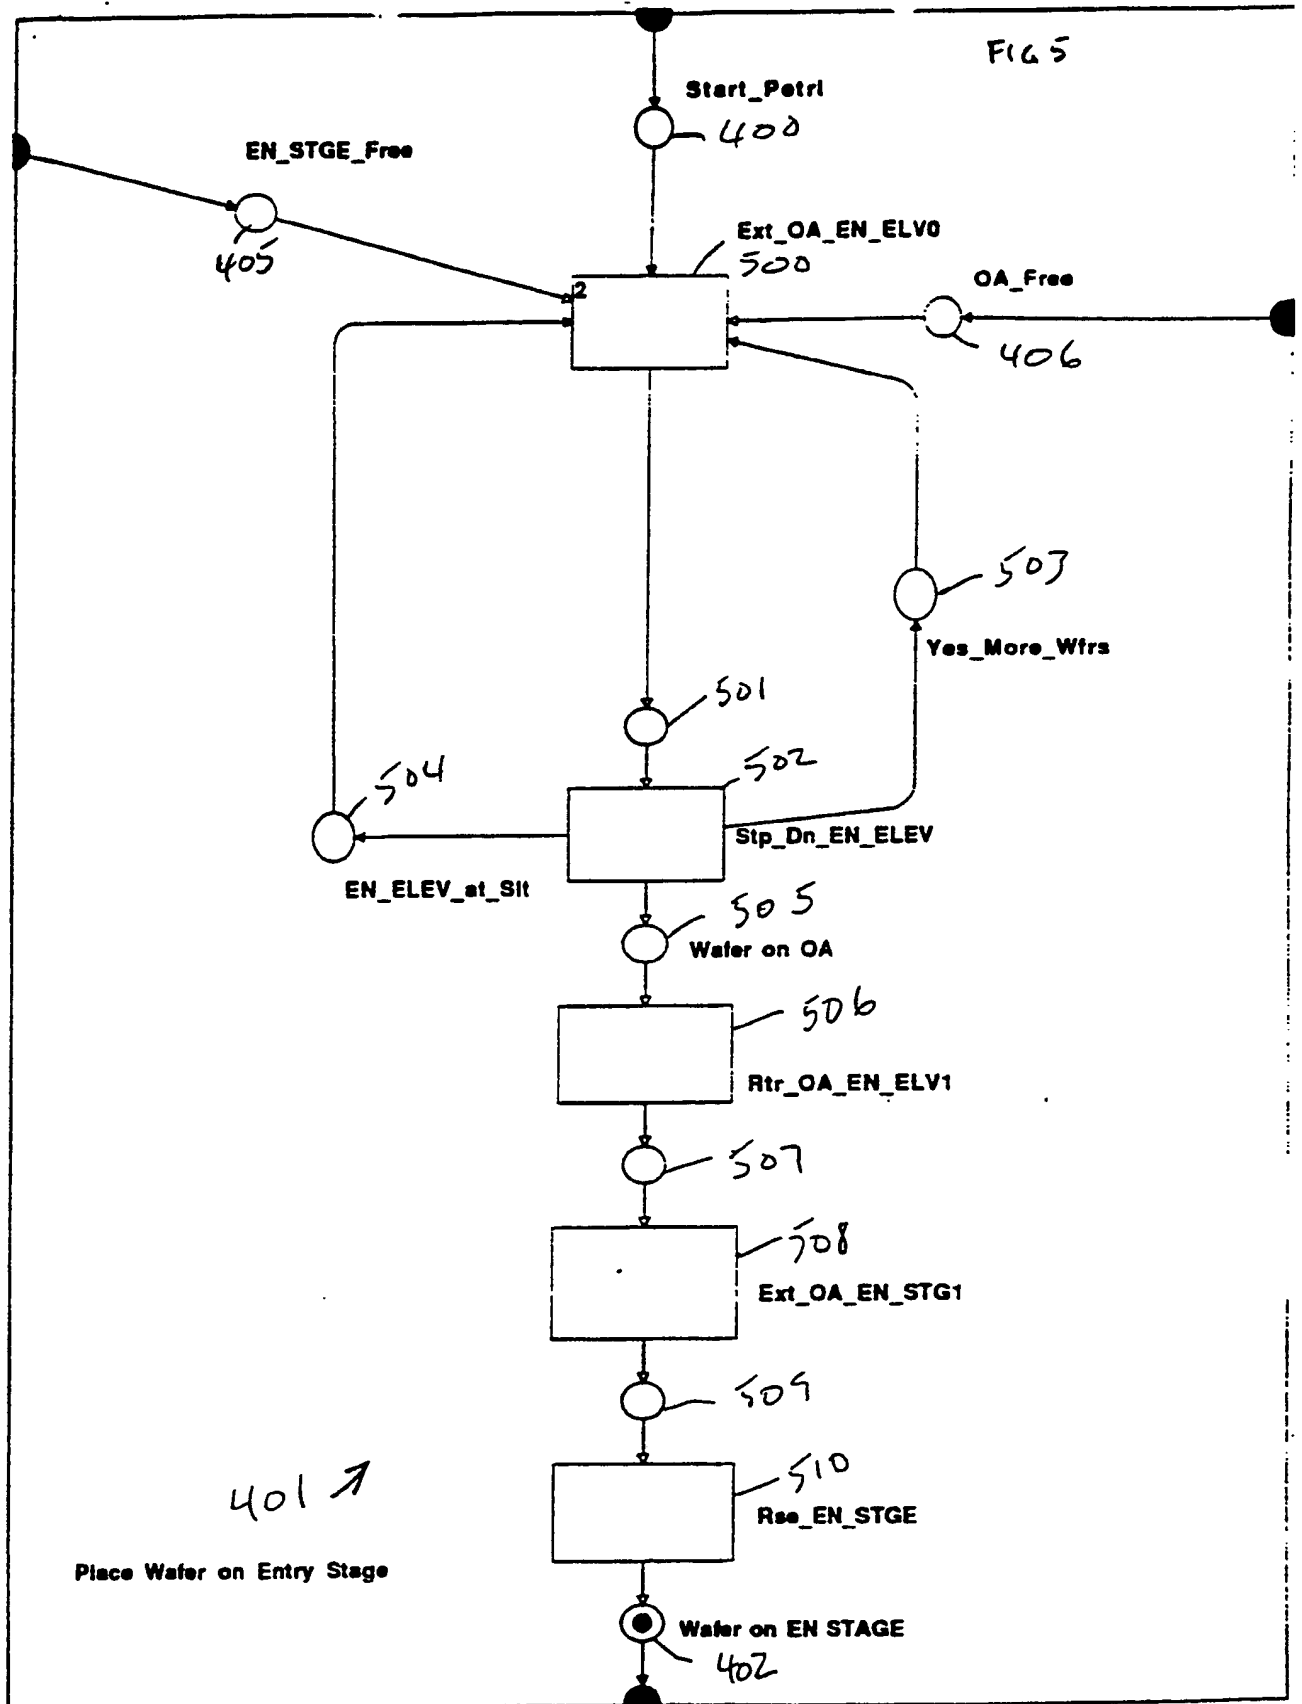 FIG 5
Start_Petri
400
EN_STGE_Free
405
Ext_OA_EN_ELV0
500
2
OA_Free
406
503
Yes_More_Wfrs
501
502
504
Stp_Dn_EN_ELEV
EN_ELEV_at_Slt
505
Wafer on OA
506
Rtr_OA_EN_ELV1
507
508
Ext_OA_EN_STG1
509
510
401
Rse_EN_STGE
Place Wafer on Entry Stage
Wafer on EN STAGE
402